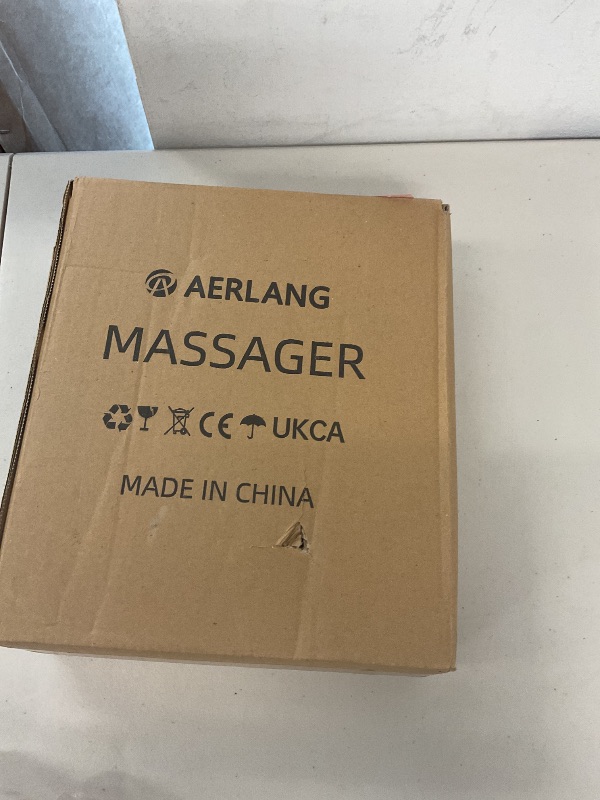 AERLANG
MASSAGER
CE UKCA
MADE IN CHINA